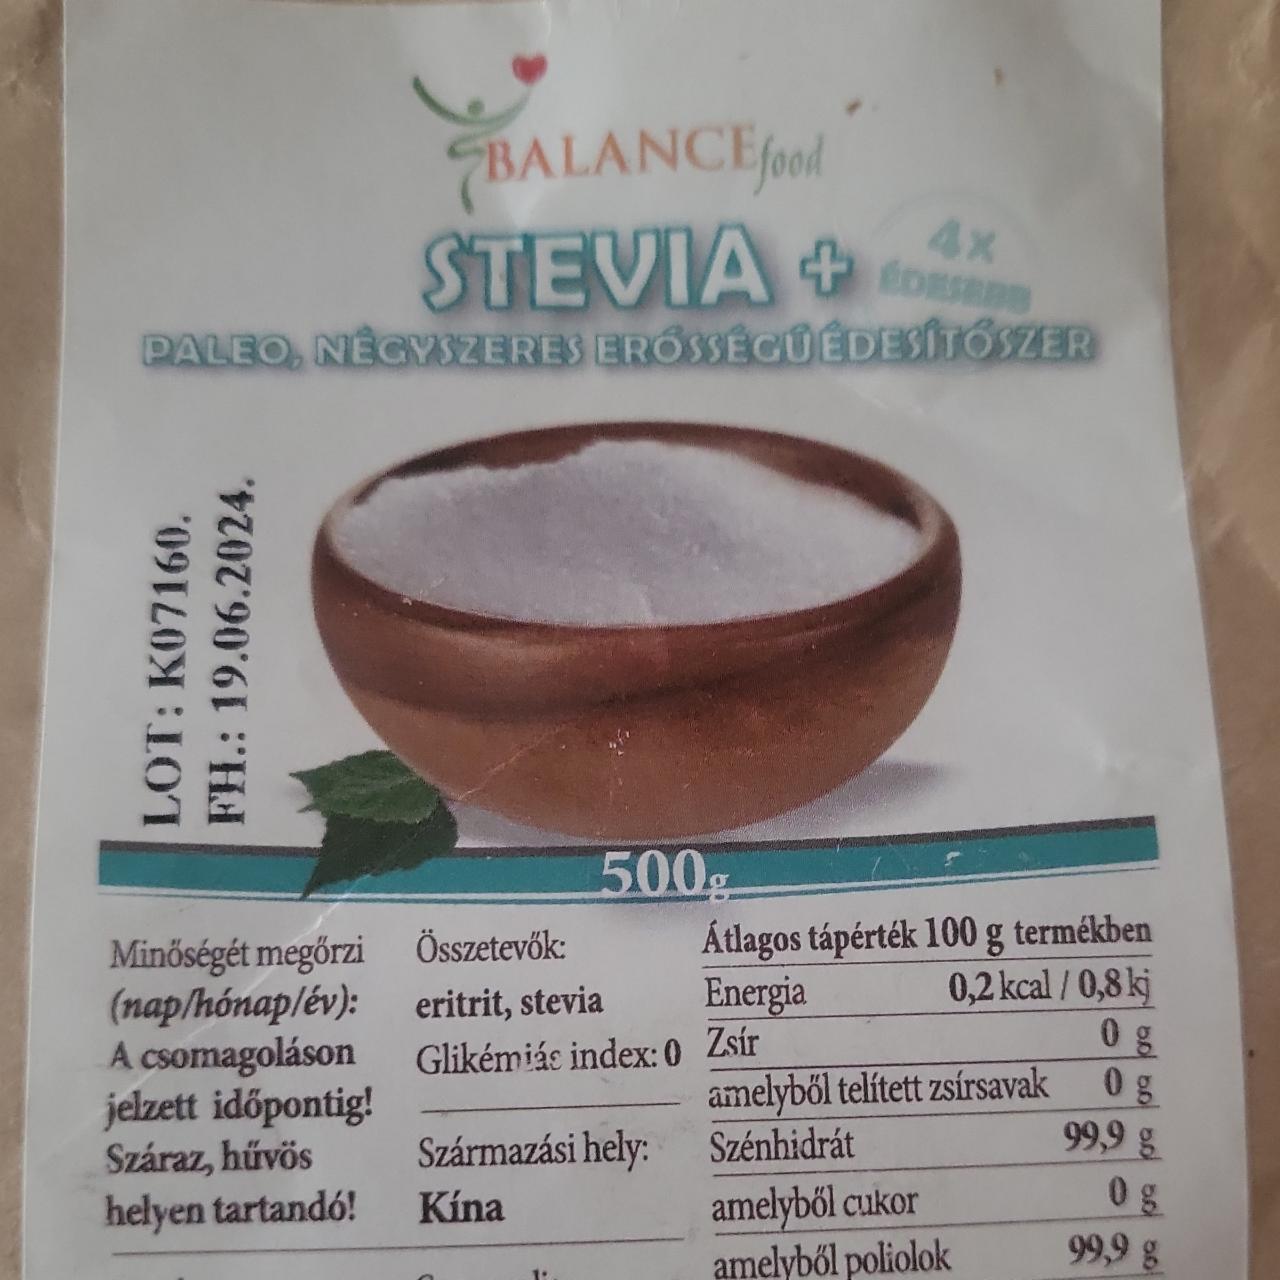 BALANCE food
STEVIA +
4x
ÉDESEBB
PALEO, NÉGYSZERES ERŐSSÉGŰ ÉDESÍTŐSZER
LOT: K07160.
FH.: 19.06.2024.
500g
Minőségét megőrzi
(nap/hónap/év):
A csomagoláson
jelzett időpontig!
Száraz, hűvös
helyen tartandó!
Összetevők:
eritrit, stevia
Glikémiás index: 0
Származási hely:
Kína
Átlagos tápérték 100 g termékben
Energia 0,2 kcal / 0,8 kj
Zsír 0 g
amelyből telített zsírsavak 0 g
Szénhidrát 99,9 g
amelyből cukor 0 g
amelyből poliolok 99,9 g